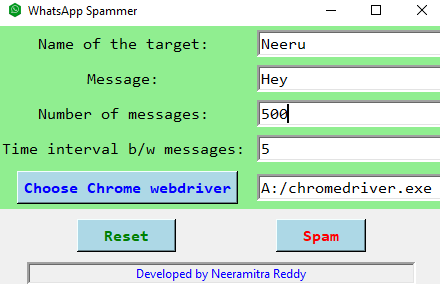 WhatsApp Spammer
Name of the target: Neeru
Message: Hey
Number of messages: 500
Time interval b/w messages: 5
Choose Chrome webdriver A:/chromedriver.exe
Reset Spam
Developed by Neeramitra Reddy